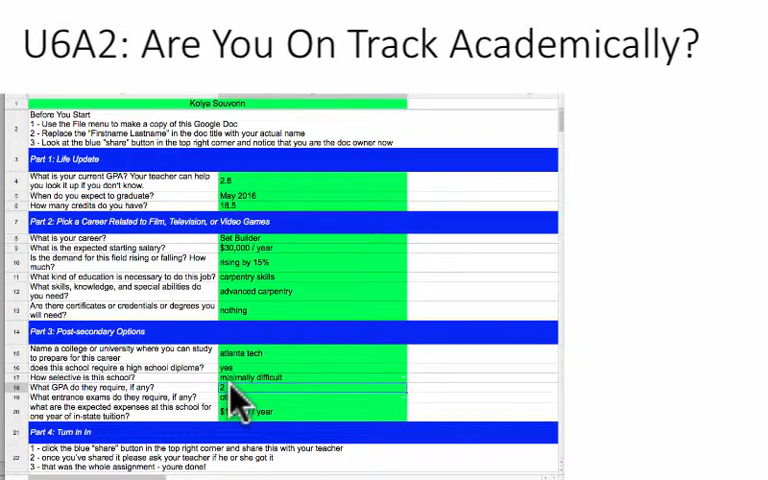 U6A2: Are You On Track Academically?
1 Kolya Souvorin
Before You Start
1 - Use the File menu to make a copy of this Google Doc
2 2 - Replace the "Firstname Lastname" in the doc title with your actual name
3 - Look at the blue "share" button in the top right corner and notice that you are the doc owner now
3 Part 1: Life Update
What is your current GPA? Your teacher can help
4 you look it up if you don't know. 2.8
5 When do you expect to graduate? May 2016
6 How many credits do you have? 18.5
7 Part 2: Pick a Career Related to Film, Television, or Video Games
8 What is your career? Set Builder
9 What is the expected starting salary? $30,000 / year
Is the demand for this field rising or falling? How
10 much? rising by 15%
11 What kind of education is necessary to do this job? carpentry skills
What skills, knowledge, and special abilities do
12 you need? advanced carpentry
Are there certificates or credentials or degrees you
13 will need? nothing
14 Part 3: Post-secondary Options
Name a college or university where you can study
15 to prepare for this career atlanta tech
16 does this school require a high school diploma? yea
17 How selective is this school? minimally difficult
18 What GPA do they require, if any? 2
19 What entrance exams do they require, if any?
what are the expected expenses at this school for
20 one year of in-state tuition? / year
21 Part 4: Turn in in
1 - click the blue "share" button in the top right corner and share this with your teacher
22 2 - once you've shared it please ask your teacher if he or she got it
3 - that was the whole assignment - youre done!